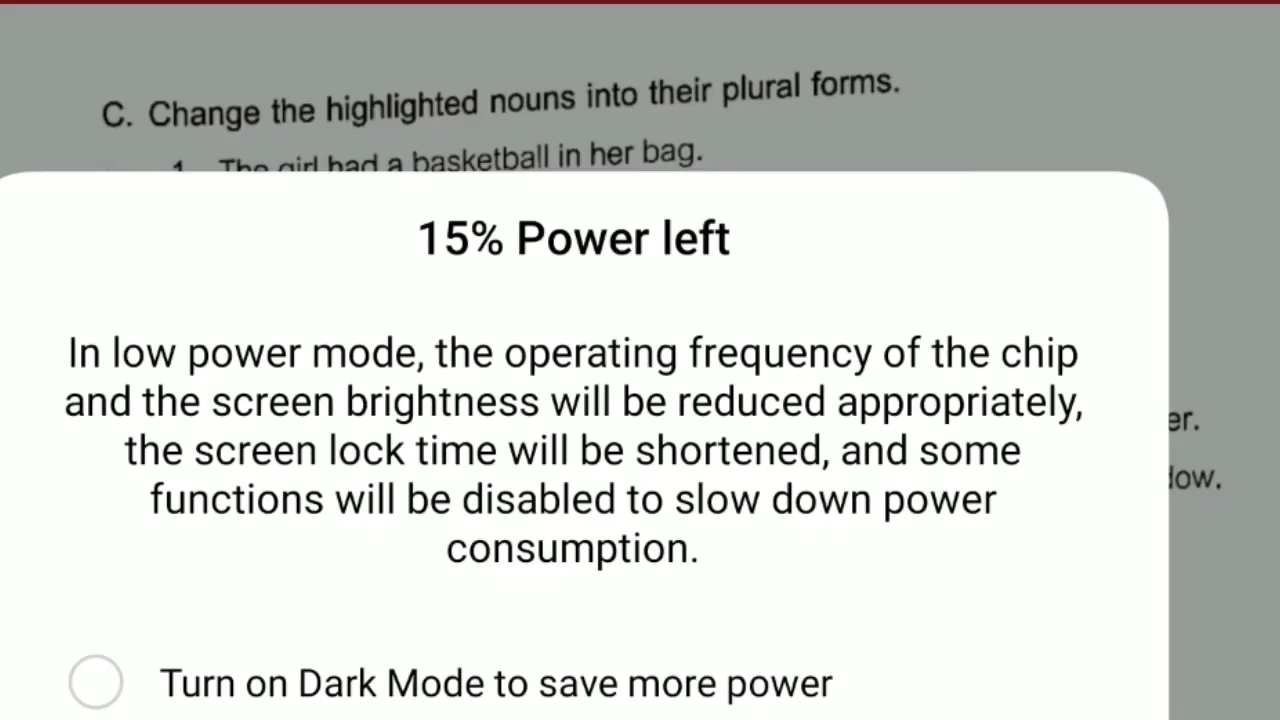 C. Change the highlighted nouns into their plural forms.
1. The girl had a basketball in her bag.
15% Power left
In low power mode, the operating frequency of the chip
and the screen brightness will be reduced appropriately,
the screen lock time will be shortened, and some
functions will be disabled to slow down power
consumption.
Turn on Dark Mode to save more power